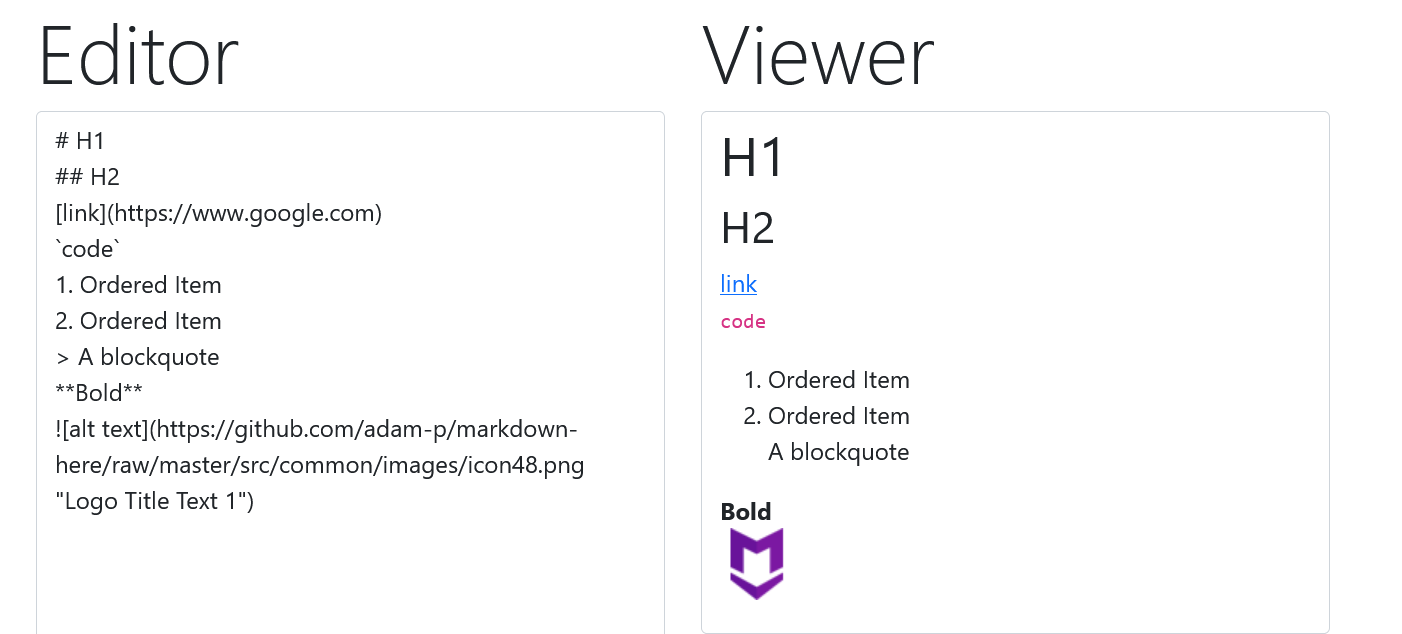 Editor
# H1
## H2
[link](https://www.google.com)
`code`
1. Ordered Item
2. Ordered Item
> A blockquote
**Bold**
![alt text](https://github.com/adam-p/markdown-
here/raw/master/src/common/images/icon48.png
"Logo Title Text 1")
Viewer
H1
H2
link
code
1. Ordered Item
2. Ordered Item
A blockquote
Bold